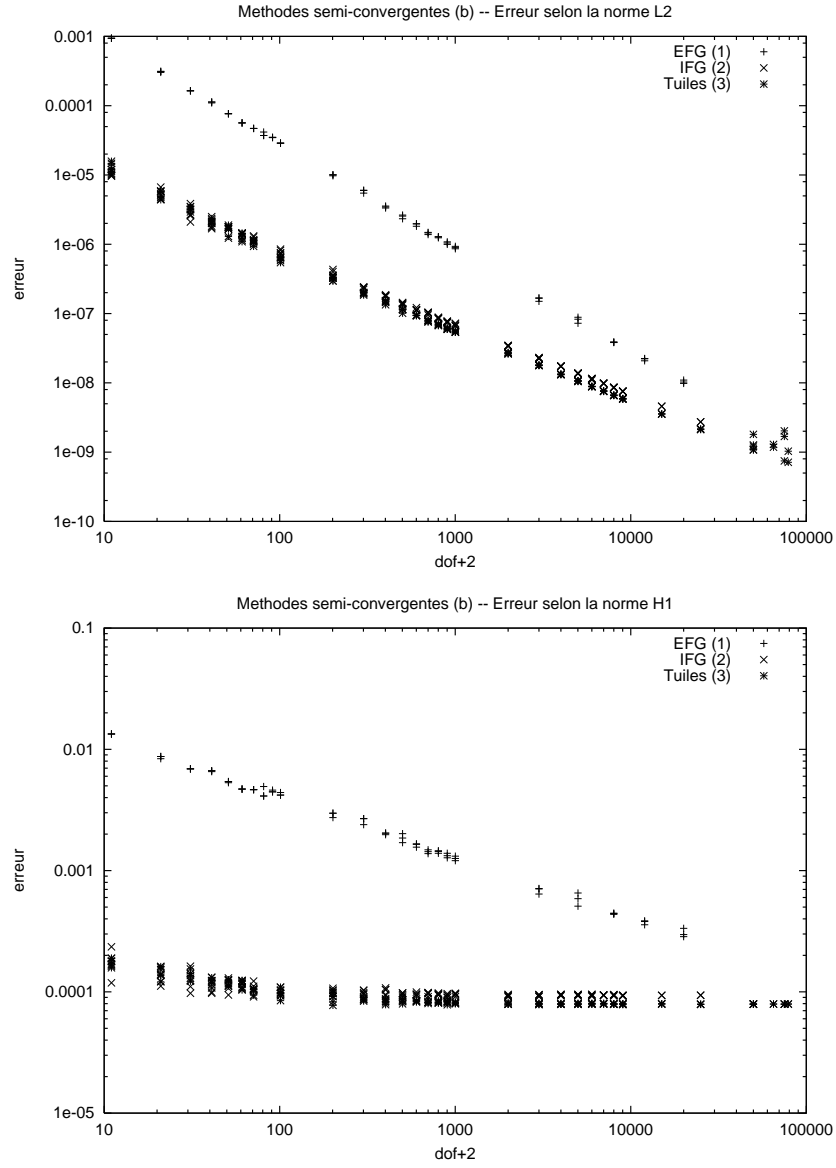 Methodes semi-convergentes (b) -- Erreur selon la norme L2
0.001
0.0001
1e-05
1e-06
1e-07
1e-08
1e-09
1e-10
10
100
1000
10000
100000
erreur
dof+2
EFG (1)
IFG (2)
Tuiles (3)
Methodes semi-convergentes (b) -- Erreur selon la norme H1
0.1
0.01
0.001
0.0001
1e-05
10
100
1000
10000
100000
erreur
dof+2
EFG (1)
IFG (2)
Tuiles (3)